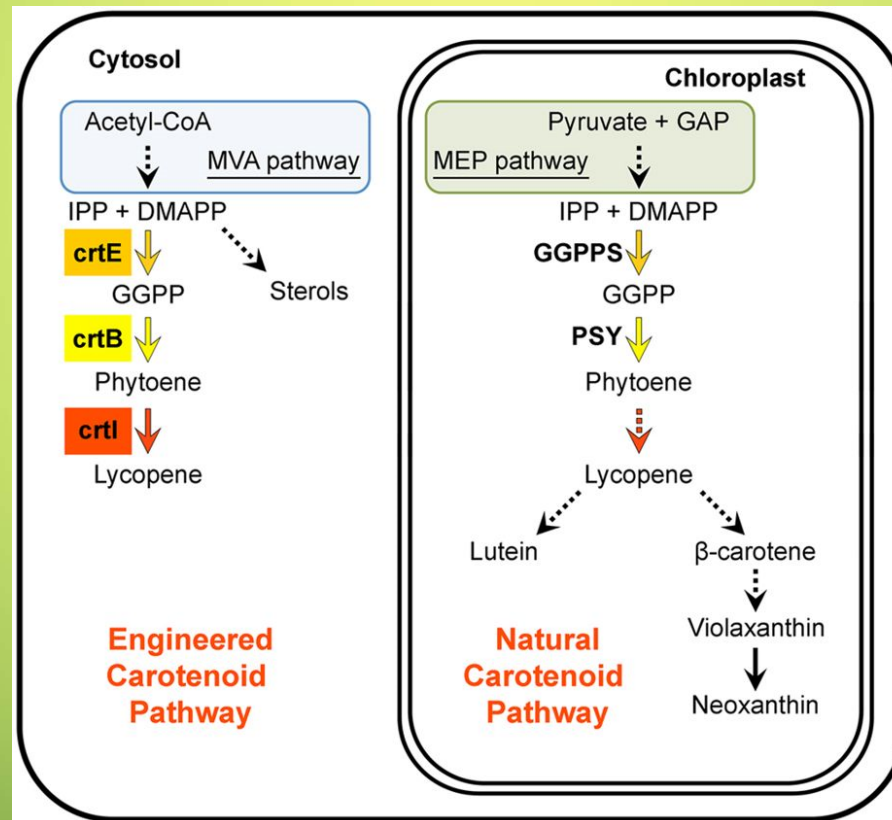 Cytosol
Acetyl-CoA
MVA pathway
IPP + DMAPP
crtE
GGPP
Sterols
crtB
Phytoene
crtI
Lycopene
Engineered
Carotenoid
Pathway
Chloroplast
Pyruvate + GAP
MEP pathway
IPP + DMAPP
GGPPS
GGPP
PSY
Phytoene
Lycopene
Lutein
β-carotene
Violaxanthin
Neoxanthin
Natural
Carotenoid
Pathway